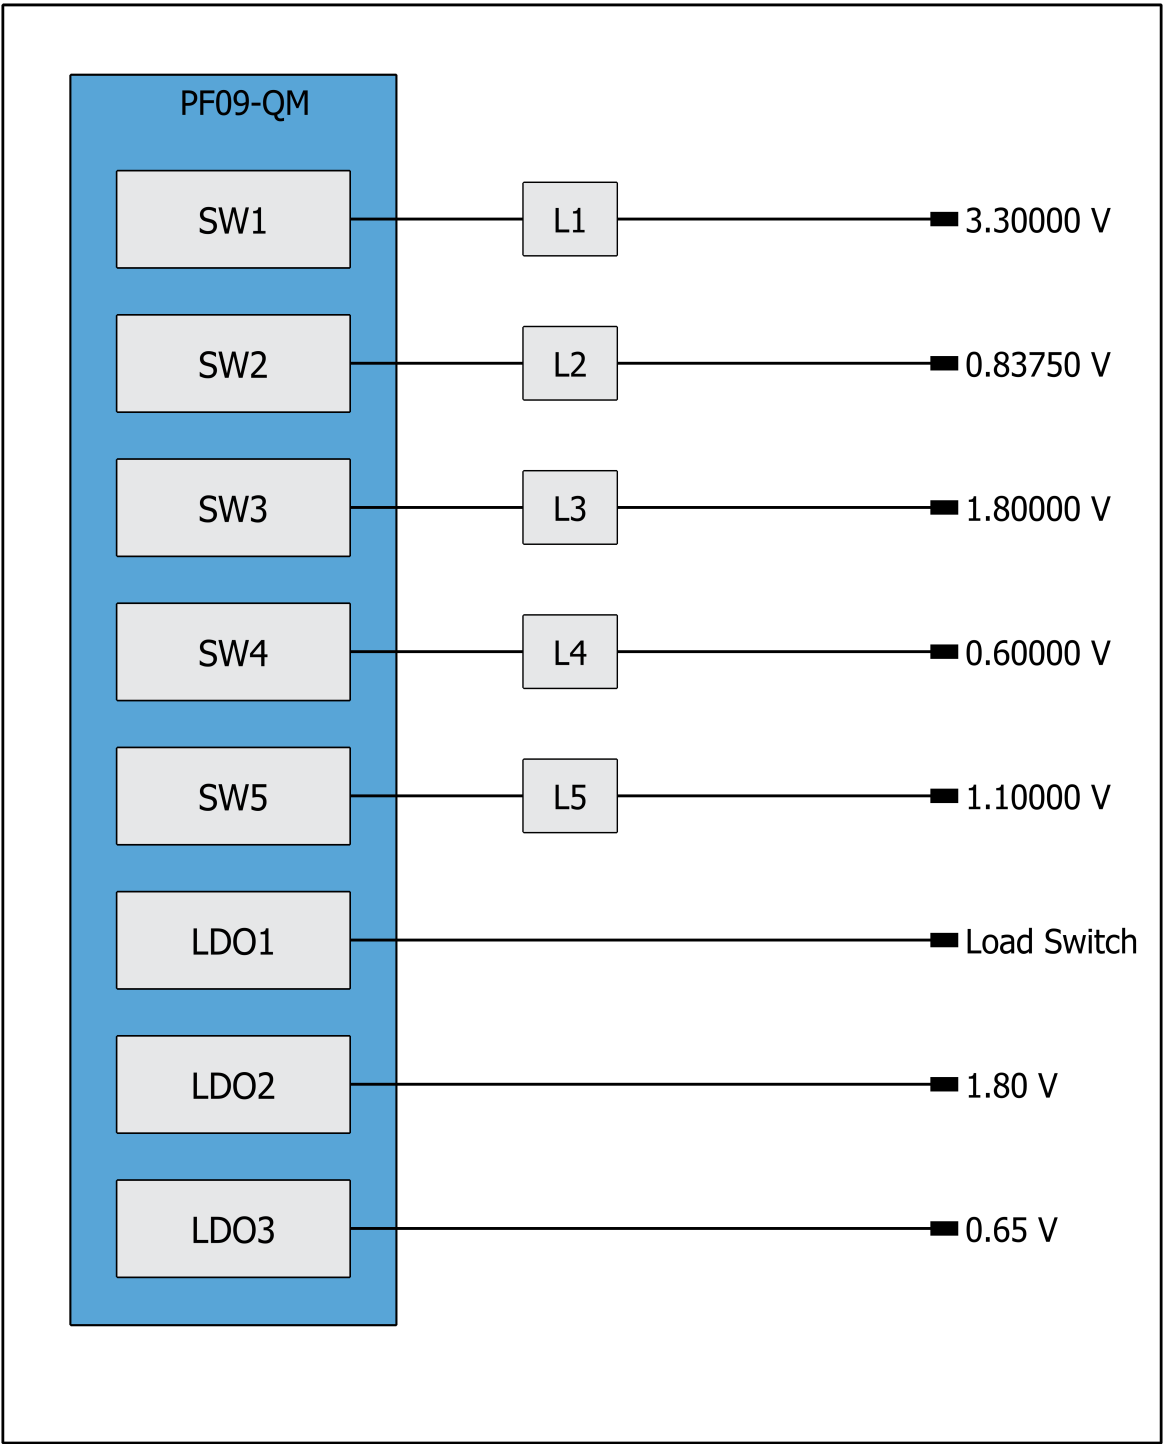 PF09-QM
SW1 L1 3.30000 V
SW2 L2 0.83750 V
SW3 L3 1.80000 V
SW4 L4 0.60000 V
SW5 L5 1.10000 V
LDO1 Load Switch
LDO2 1.80 V
LDO3 0.65 V